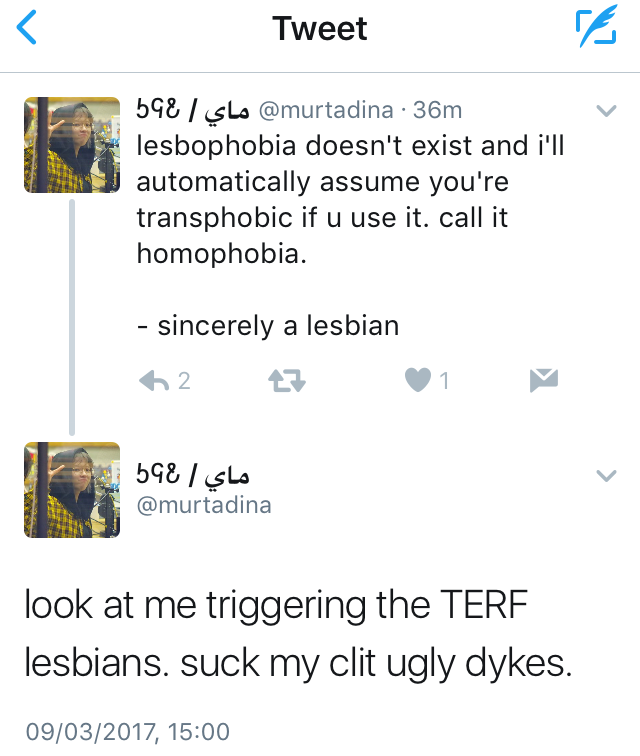 Tweet
ماي / @murtadina · 36m
lesbophobia doesn't exist and i'll
automatically assume you're
transphobic if u use it. call it
homophobia.
- sincerely a lesbian
2 1
ماي /
@murtadina
look at me triggering the TERF
lesbians. suck my clit ugly dykes.
09/03/2017, 15:00